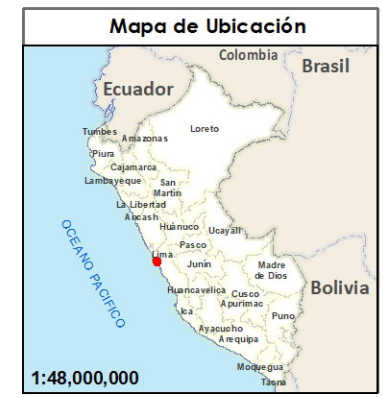 Mapa de Ubicación
Colombia
Brasil
Ecuador
Tumbes
Amazonas
Loreto
Piura
Cajamarca
Lambayeque
San
Martin
La Libertad
Ancash
Huánuco
Ucayali
Pasco
OCEANO PACIFICO
Lima
Junin
Madre
de Dios
Huancavelica
Cusco
Bolivia
Apurimac
Ica
Puno
Ayacucho
Arequipa
Moquegua
1:48,000,000
Tacna